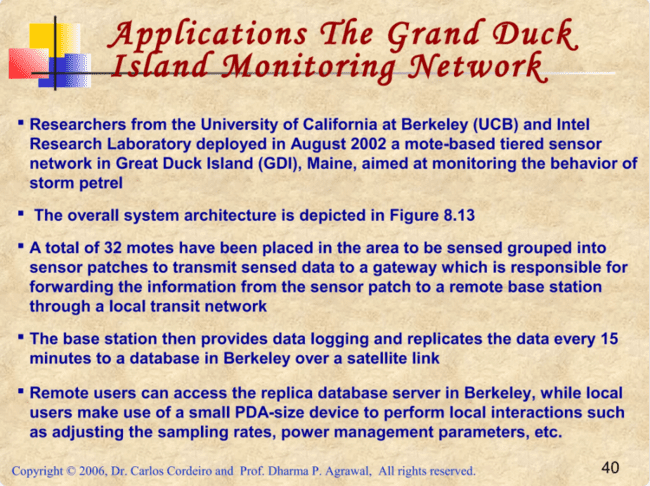 Applications The Grand Duck
Island Monitoring Network
▪ Researchers from the University of California at Berkeley (UCB) and Intel
Research Laboratory deployed in August 2002 a mote-based tiered sensor
network in Great Duck Island (GDI), Maine, aimed at monitoring the behavior of
storm petrel
▪ The overall system architecture is depicted in Figure 8.13
▪ A total of 32 motes have been placed in the area to be sensed grouped into
sensor patches to transmit sensed data to a gateway which is responsible for
forwarding the information from the sensor patch to a remote base station
through a local transit network
▪ The base station then provides data logging and replicates the data every 15
minutes to a database in Berkeley over a satellite link
▪ Remote users can access the replica database server in Berkeley, while local
users make use of a small PDA-size device to perform local interactions such
as adjusting the sampling rates, power management parameters, etc.
Copyright © 2006, Dr. Carlos Cordeiro and Prof. Dharma P. Agrawal, All rights reserved.
40